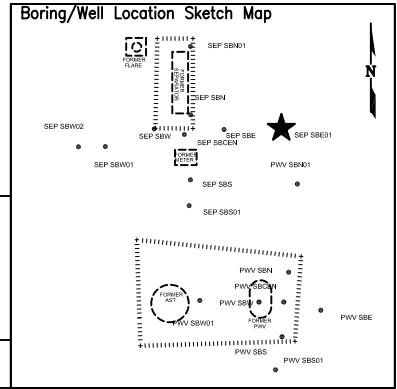 Boring/Well Location Sketch Map
SEP SBN01
FORMER
FLARE
N
FORMER
SEPARATOR
SEP SBN
SEP SBW02
SEP SBW
SEP SBE
SEP SBE01
SEP SBCEN
FORMER
METER
SEP SBW01
PWV SBN01
SEP SBS
SEP SBS01
PWV SBN
PWV SBCEN
FORMER
AST
PWV SBW
PWV SBE
PWV SBW01
FORMER
PWV
PWV SBS
PWV SBS01